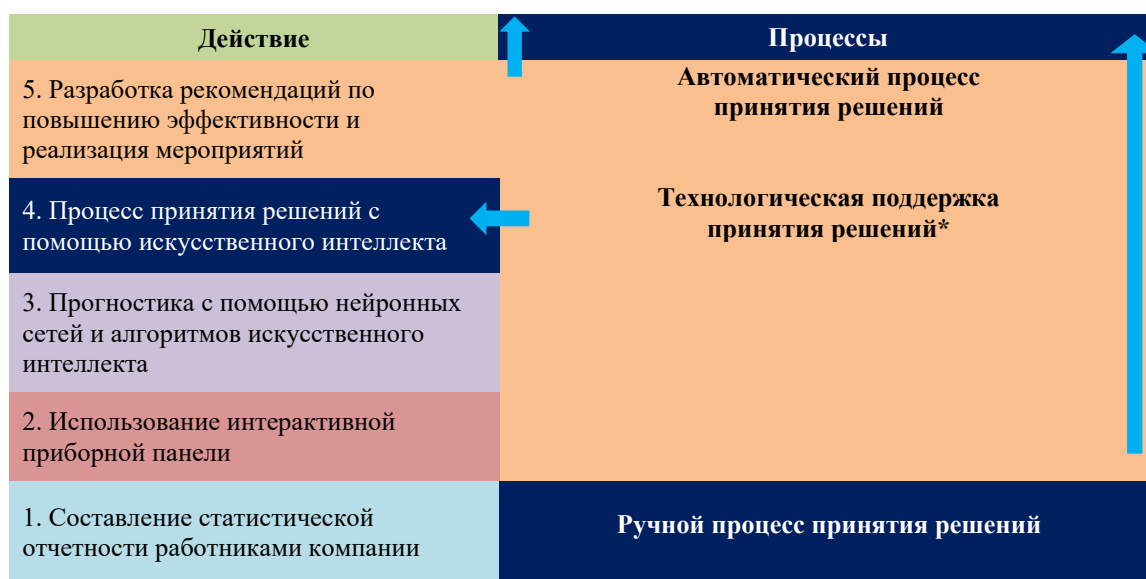 Действие
Процессы
5. Разработка рекомендаций по
повышению эффективности и
реализация мероприятий
Автоматический процесс
принятия решений
4. Процесс принятия решений с
помощью искусственного интеллекта
Технологическая поддержка
принятия решений*
3. Прогностика с помощью нейронных
сетей и алгоритмов искусственного
интеллекта
2. Использование интерактивной
приборной панели
1. Составление статистической
отчетности работниками компании
Ручной процесс принятия решений